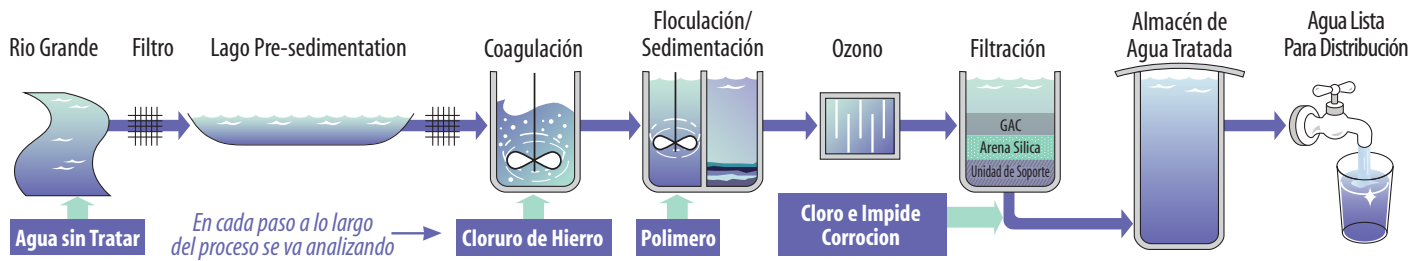 Rio Grande
Filtro
Lago Pre-sedimentation
Coagulación
Floculación/
Sedimentación
Ozono
Filtración
Almacén de
Agua Tratada
Agua Lista
Para Distribución
GAC
Arena Silica
Unidad de Soporte
Agua sin Tratar
En cada paso a lo largo
del proceso se va analizando
Cloruro de Hierro
Polimero
Cloro e Impide
Corrocion